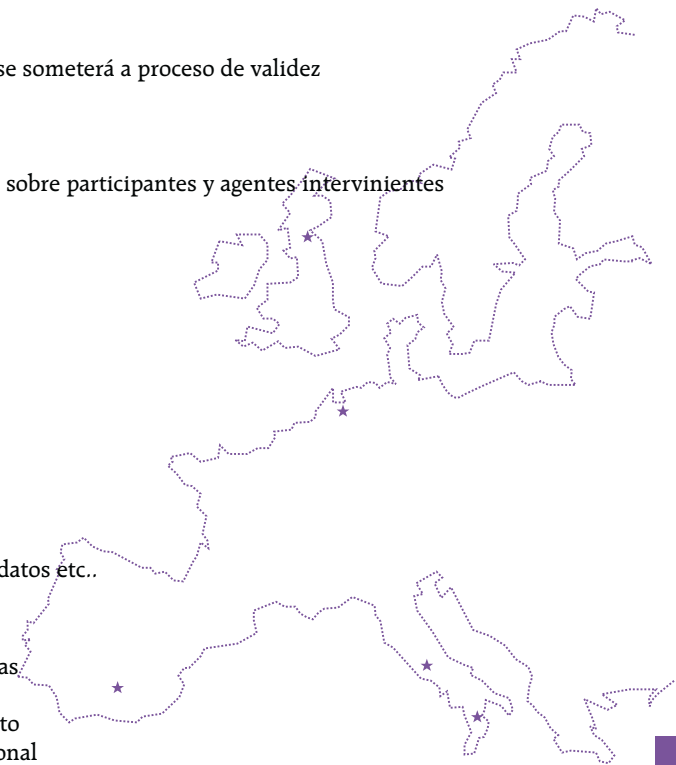 se someterá a proceso de validez
sobre participantes y agentes intervinientes
datos etc..
as
to
onal